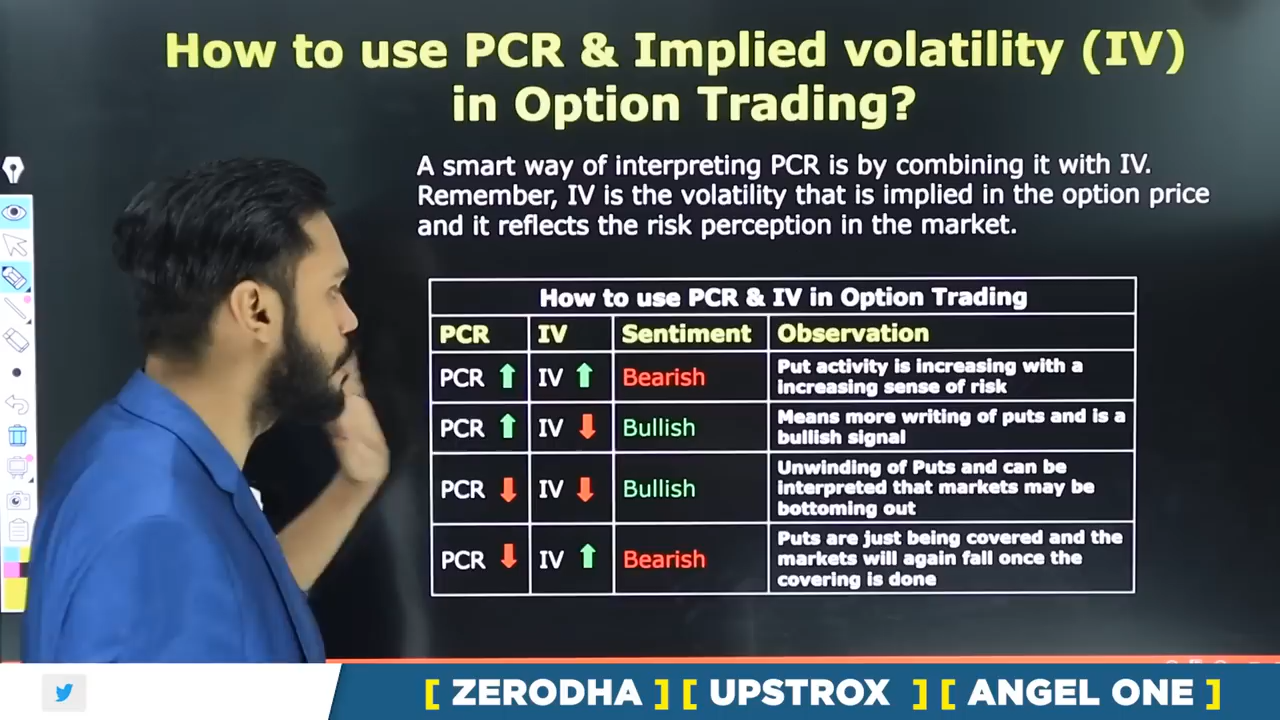 How to use PCR & Implied volatility (IV)
in Option Trading?
A smart way of interpreting PCR is by combining it with IV.
Remember, IV is the volatility that is implied in the option price
and it reflects the risk perception in the market.
How to use PCR & IV in Option Trading
PCR IV Sentiment Observation
PCR ⬆ IV ⬆ Bearish Put activity is increasing with a
increasing sense of risk
PCR ⬆ IV ⬇ Bullish Means more writing of puts and is a
bullish signal
PCR ⬇ IV ⬇ Bullish Unwinding of Puts and can be
interpreted that markets may be
bottoming out
PCR ⬇ IV ⬆ Bearish Puts are just being covered and the
markets will again fall once the
covering is done
[ ZERODHA ] [ UPSTROX ] [ ANGEL ONE ]